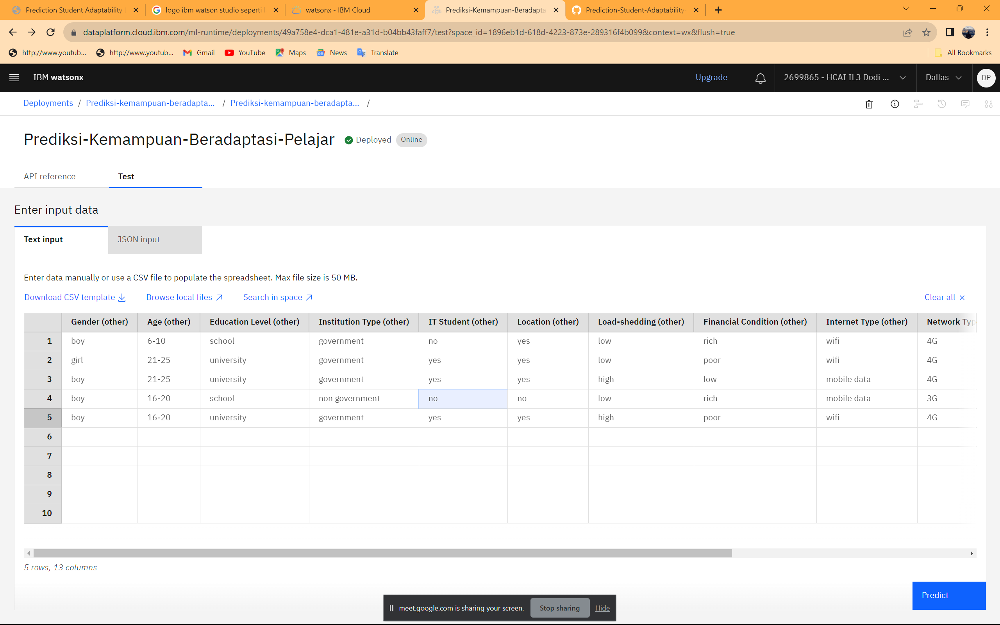 Prediction Student Adaptability
logo ibm watson studio seperti
watsonx - IBM Cloud
Prediksi-Kemampuan-Beradapta
Prediction-Student-Adaptability-
dataplatform.cloud.ibm.com/ml-runtime/deployments/49a758e4-dca1-481e-a31d-b04bb43faff7/test?space_id=1896eb1d-618d-4223-873e-289316f4b099&context=wx&flush=true
http://www.youtub... http://www.youtub... Gmail YouTube Maps News Translate All Bookmarks
IBM watsonx Upgrade 2699865 - HCAI IL3 Dodi ... Dallas DP
Deployments / Prediksi-kemampuan-beradapta... / Prediksi-kemampuan-beradapta... /
Prediksi-Kemampuan-Beradaptasi-Pelajar Deployed Online
API reference Test
Enter input data
Text input JSON input
Enter data manually or use a CSV file to populate the spreadsheet. Max file size is 50 MB.
Download CSV template Browse local files Search in space Clear all
Gender (other) Age (other) Education Level (other) Institution Type (other) IT Student (other) Location (other) Load-shedding (other) Financial Condition (other) Internet Type (other) Network Typ
1 boy 6-10 school government no yes low rich wifi 4G
2 girl 21-25 university government yes yes low poor wifi 4G
3 boy 21-25 university government yes yes high low mobile data 4G
4 boy 16-20 school non government no no low rich mobile data 3G
5 boy 16-20 university government yes yes high poor wifi 4G
6
7
8
9
10
5 rows, 13 columns
Predict
meet.google.com is sharing your screen. Stop sharing Hide